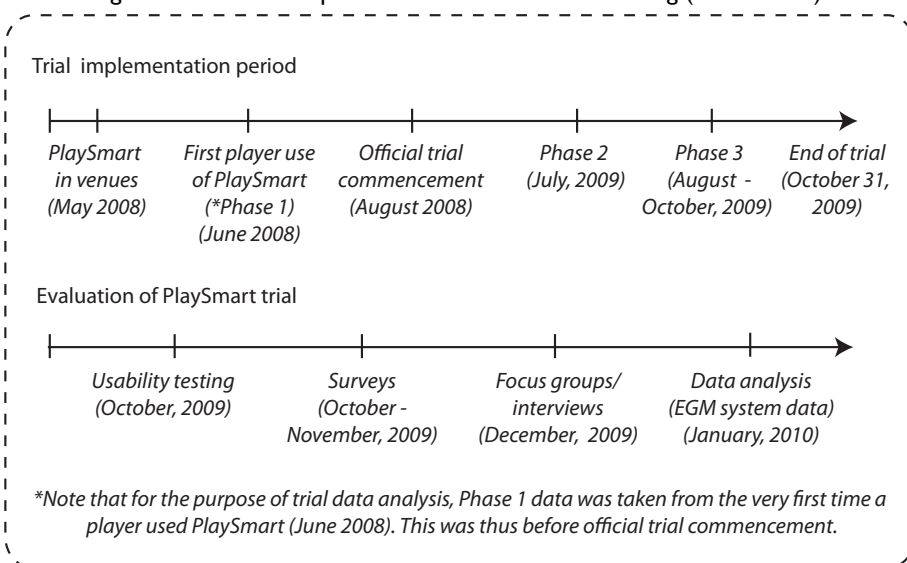 Trial implementation period
PlaySmart
in venues
(May 2008)
First player use
of PlaySmart
(*Phase 1)
(June 2008)
Official trial
commencement
(August 2008)
Phase 2
(July, 2009)
Phase 3
(August -
October, 2009)
End of trial
(October 31,
2009)
Evaluation of PlaySmart trial
Usability testing
(October, 2009)
Surveys
(October -
November, 2009)
Focus groups/
interviews
(December, 2009)
Data analysis
(EGM system data)
(January, 2010)
*Note that for the purpose of trial data analysis, Phase 1 data was taken from the very first time a
player used PlaySmart (June 2008). This was thus before official trial commencement.